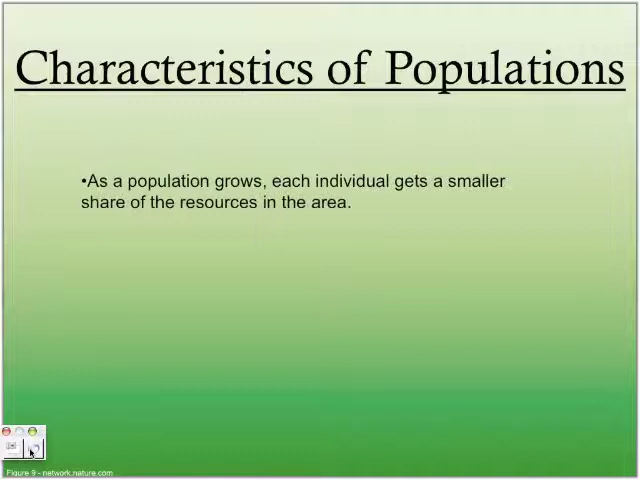 Characteristics of Populations
•As a population grows, each individual gets a smaller
share of the resources in the area.
Figure 9 - network.nature.com